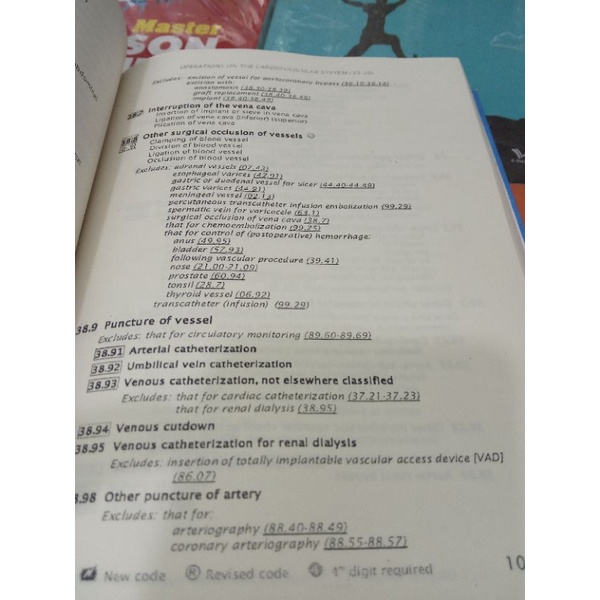 Master
SON
OPERATIONS ON THE CARDIOVASCULAR SYSTEM (35-39)
Excludes: excision of vessel for aortocoronary bypass (36.10-36.14)
excision with:
anastomosis (38.30-38.39)
graft replacement (38.40-38.49)
implant (38.40-38.49)
38.7 Interruption of the vena cava
Insertion of implant or sieve in vena cava
Ligation of vena cava (inferior) (superior)
Plication of vena cava
38.8 Other surgical occlusion of vessels
Clamping of blood vessel
Division of blood vessel
Ligation of blood vessel
Occlusion of blood vessel
Excludes: adrenal vessels (07.43)
esophageal varices (42.91)
gastric or duodenal vessel for ulcer (44.40-44.49)
gastric varices (44.91)
meningeal vessel (02.13)
percutaneous transcatheter infusion embolization (99.29)
spermatic vein for varicocele (63.1)
surgical occlusion of vena cava (38.7)
that for chemoembolization (99.25)
that for control of (postoperative) hemorrhage:
anus (49.95)
bladder (57.93)
following vascular procedure (39.41)
nose (21.00-21.09)
prostate (60.94)
tonsil (28.7)
thyroid vessel (06.92)
transcatheter (infusion) (99.29)
38.9 Puncture of vessel
Excludes: that for circulatory monitoring (89.60-89.69)
38.91 Arterial catheterization
38.92 Umbilical vein catheterization
38.93 Venous catheterization, not elsewhere classified
Excludes: that for cardiac catheterization (37.21-37.23)
that for renal dialysis (38.95)
38.94 Venous cutdown
38.95 Venous catheterization for renal dialysis
Excludes: insertion of totally implantable vascular access device [VAD]
(86.07)
8.98 Other puncture of artery
Excludes: that for:
arteriography (88.40-88.49)
coronary arteriography (88.55-88.57)
New code ® Revised code 4 4th digit required
10